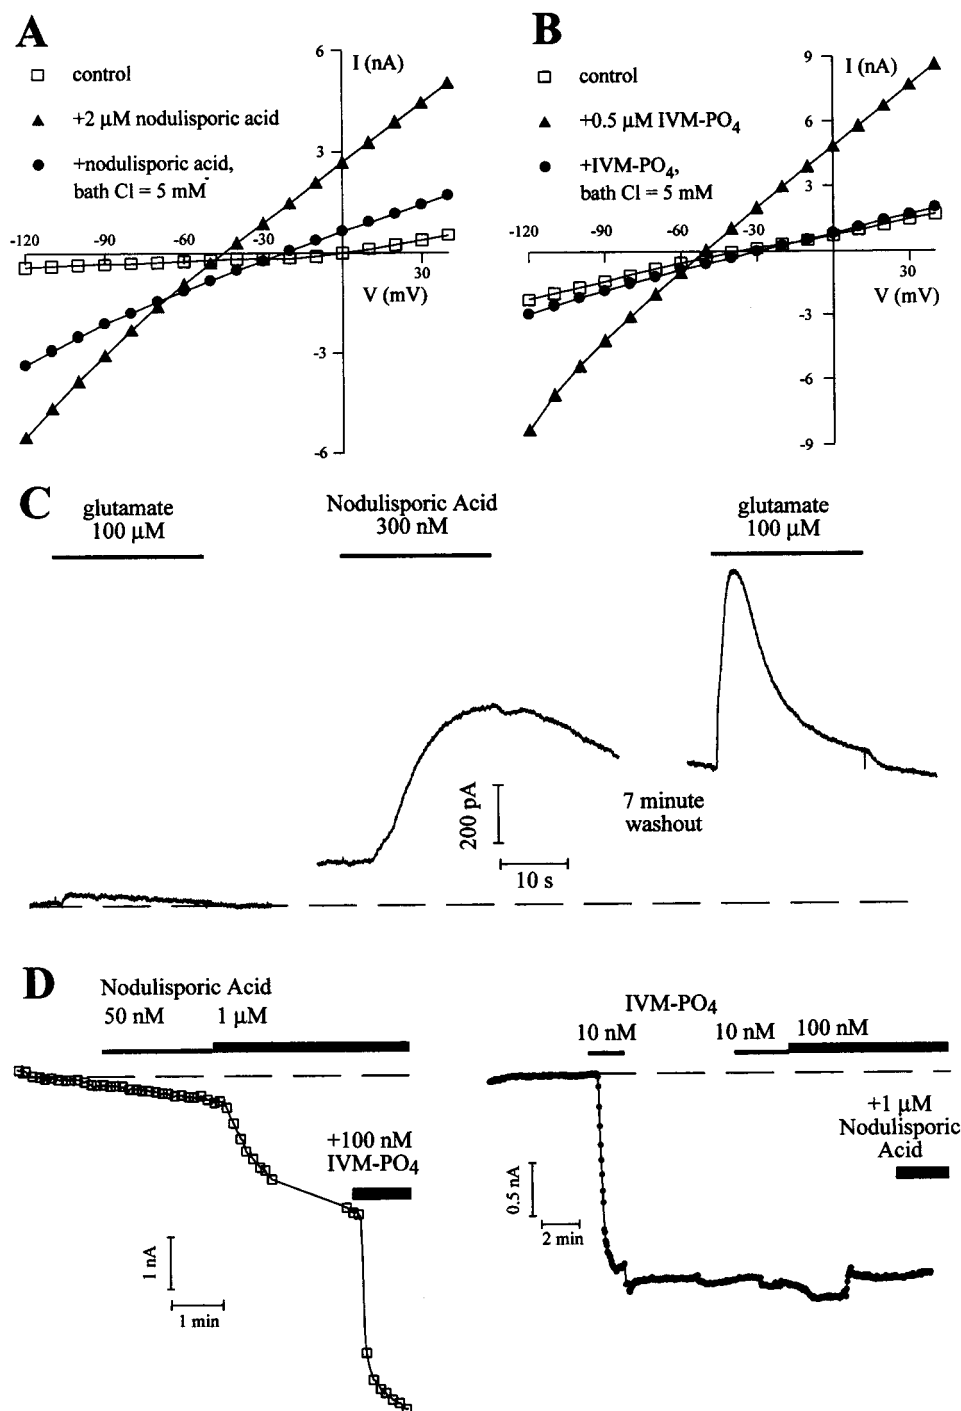 A
□ control
▲ +2 μM nodulisporic acid
● +nodulisporic acid,
bath Cl = 5 mM-
6
I (nA)
3
-120 -90 -60 -30
30
V (mV)
-3
-6
B
□ control
▲ +0.5 μM IVM-PO4
● +IVM-PO4,
bath Cl = 5 mM
9
I (nA)
6
3
-120 -90 -60 -30
30
V (mV)
-3
-6
-9
C
glutamate
100 μM
Nodulisporic Acid
300 nM
glutamate
100 μM
200 pA
10 s
7 minute
washout
D
Nodulisporic Acid
50 nM 1 μM
+100 nM
IVM-PO4
1 nA
1 min
IVM-PO4
10 nM 10 nM 100 nM
+1 μM
Nodulisporic
Acid
0.5 nA
2 min